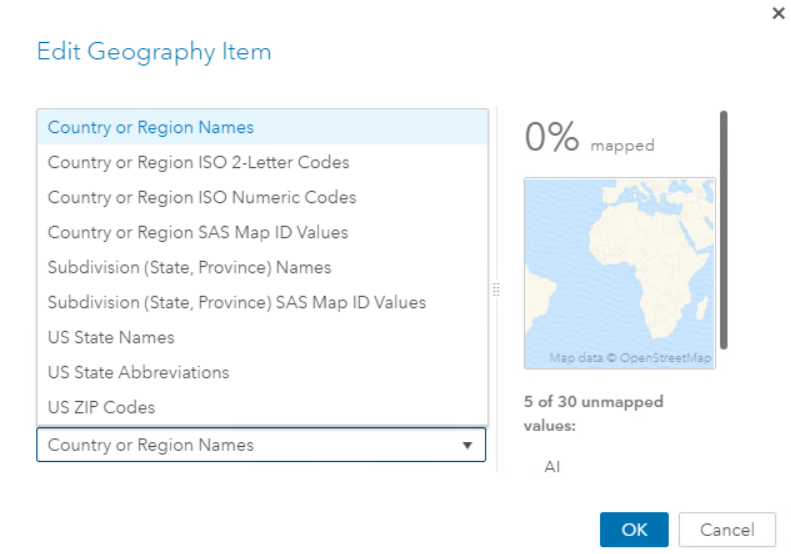 Edit Geography Item
Country or Region Names
Country or Region ISO 2-Letter Codes
Country or Region ISO Numeric Codes
Country or Region SAS Map ID Values
Subdivision (State, Province) Names
Subdivision (State, Province) SAS Map ID Values
US State Names
US State Abbreviations
US ZIP Codes
Country or Region Names
0% mapped
Map data © OpenStreetMap
5 of 30 unmapped
values:
AI
OK
Cancel